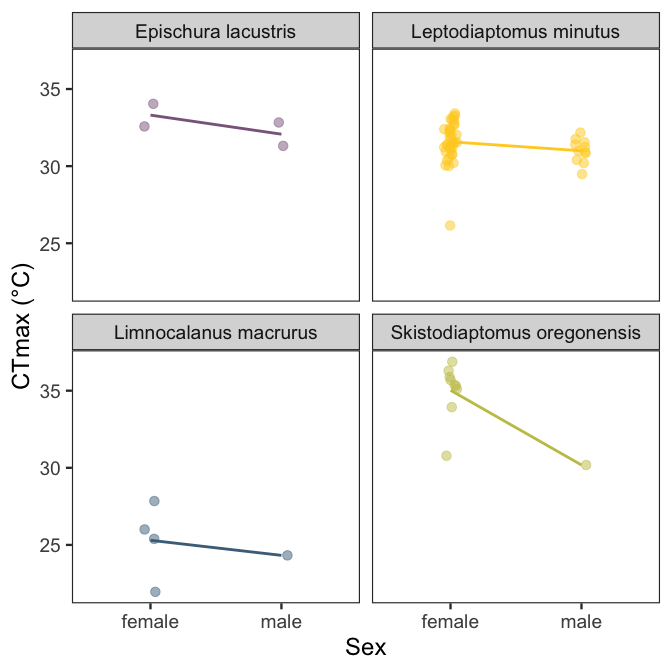 Epischura lacustris
Leptodiaptomus minutus
35
30
25
CTmax (°C)
Limnocalanus macrurus
Skistodiaptomus oregonensis
35
30
25
female
male
female
male
Sex